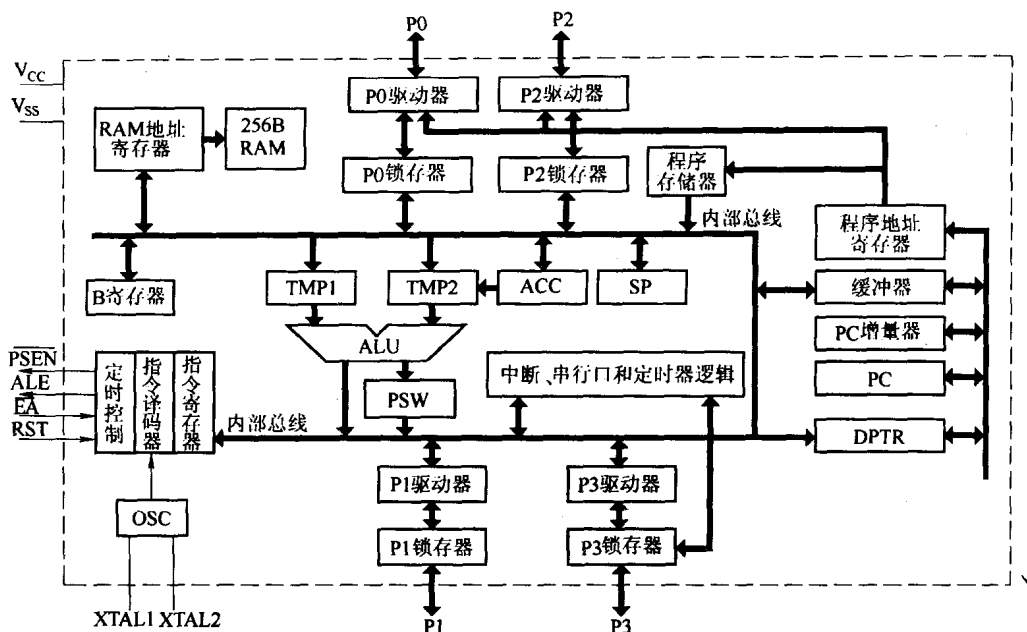 P0
P2
V_CC
V_SS
P0驱动器
P2驱动器
RAM地址
寄存器
256B
RAM
P0锁存器
P2锁存器
程序
存储器
内部总线
程序地址
寄存器
B寄存器
TMP1
TMP2
ACC
SP
缓冲器
ALU
PC增量器
PSEN
ALE
EA
RST
定时控制
指令译码器
指令寄存器
PSW
中断、串行口和定时器逻辑
PC
内部总线
DPTR
P1驱动器
P3驱动器
OSC
P1锁存器
P3锁存器
XTAL1
XTAL2
P1
P3